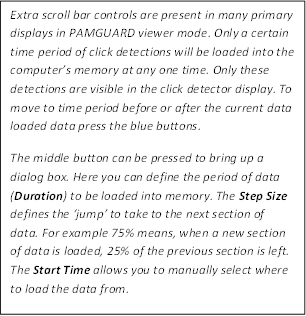 Extra scroll bar controls are present in many primary
displays in PAMGUARD viewer mode. Only a certain
time period of click detections will be loaded into the
computer's memory at any one time. Only these
detections are visible in the click detector display. To
move to time period before or after the current data
loaded data press the blue buttons.
The middle button can be pressed to bring up a
dialog box. Here you can define the period of data
(Duration) to be loaded into memory. The Step Size
defines the 'jump' to take to the next section of
data. For example 75% means, when a new section
of data is loaded, 25% of the previous section is left.
The Start Time allows you to manually select where
to load the data from.